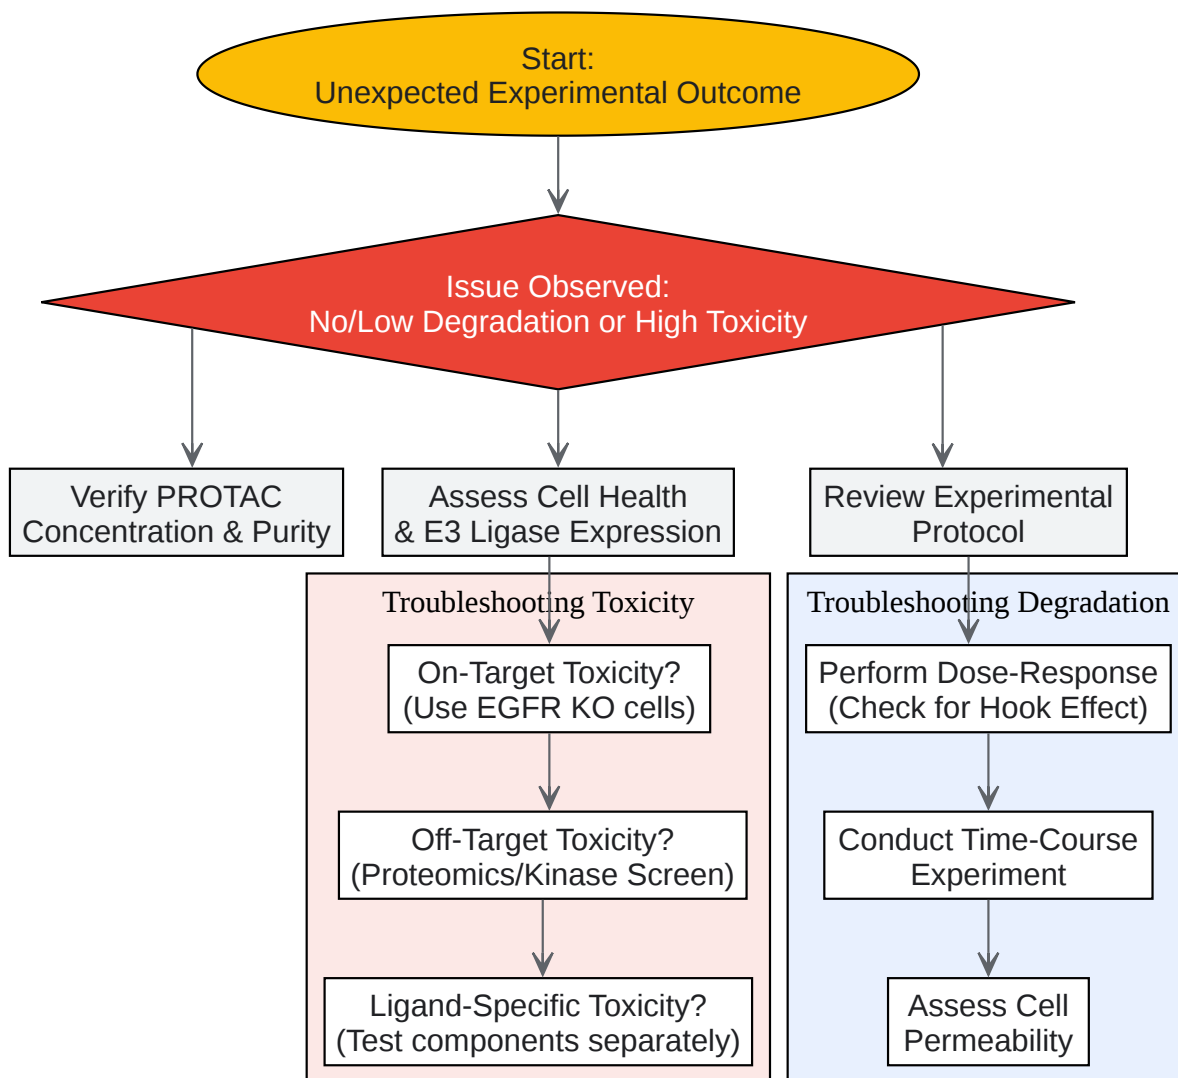 Start:
Unexpected Experimental Outcome
Issue Observed:
No/Low Degradation or High Toxicity
Verify PROTAC
Concentration & Purity
Assess Cell Health
& E3 Ligase Expression
Review Experimental
Protocol
Troubleshooting Toxicity
On-Target Toxicity?
(Use EGFR KO cells)
Off-Target Toxicity?
(Proteomics/Kinase Screen)
Ligand-Specific Toxicity?
(Test components separately)
Troubleshooting Degradation
Perform Dose-Response
(Check for Hook Effect)
Conduct Time-Course
Experiment
Assess Cell
Permeability